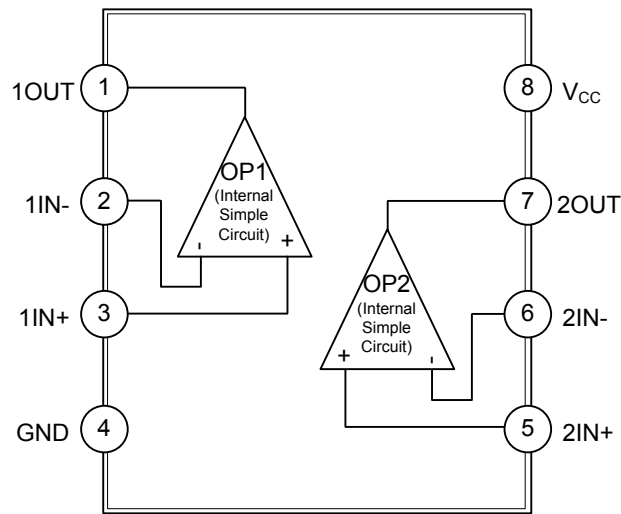 1OUT 1
8 VCC
OP1
(Internal
Simple
Circuit)
- +
1IN- 2
7 2OUT
1IN+ 3
OP2
(Internal
Simple
Circuit)
+ -
6 2IN-
GND 4
5 2IN+